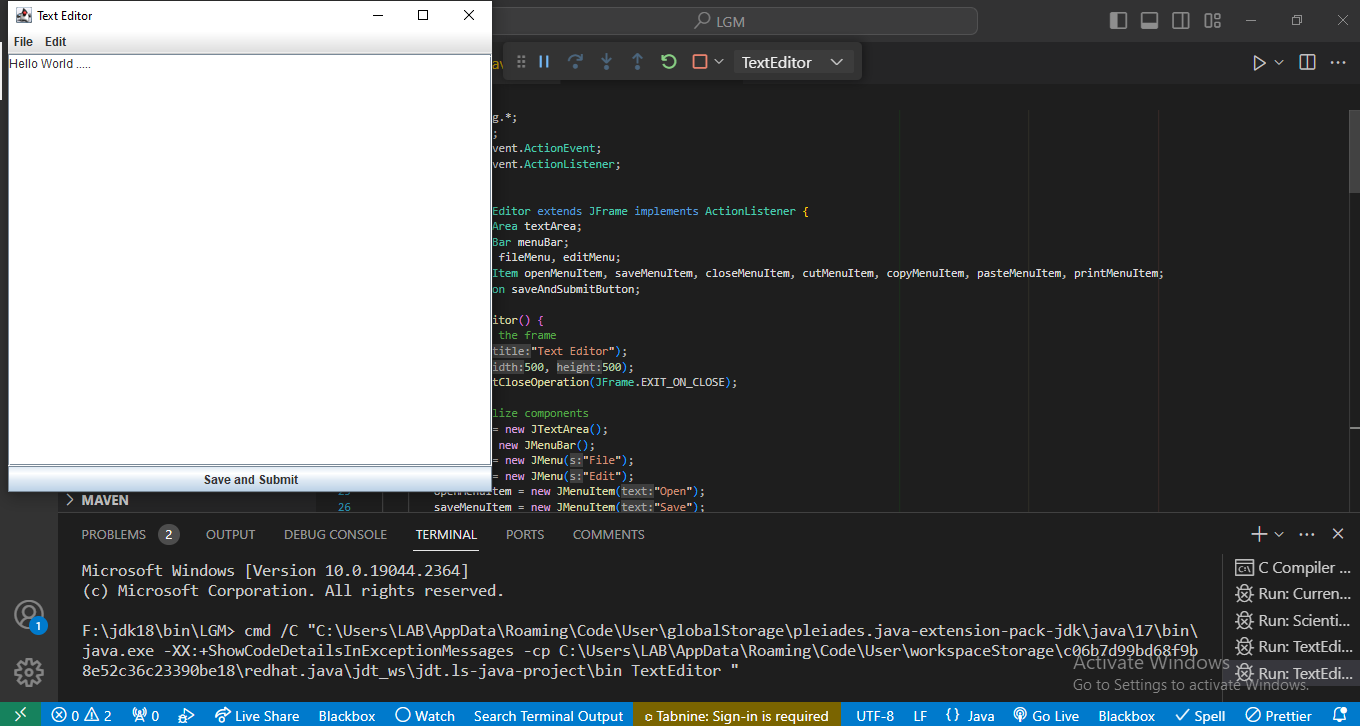 Text Editor
File Edit
Hello World .....
Save and Submit
LGM
TextEditor
g.*;
;
vent.ActionEvent;
vent.ActionListener;
Editor extends JFrame implements ActionListener {
Area textArea;
Bar menuBar;
fileMenu, editMenu;
Item openMenuItem, saveMenuItem, closeMenuItem, cutMenuItem, copyMenuItem, pasteMenuItem, printMenuItem;
on saveAndSubmitButton;
itor() {
the frame
title:"Text Editor");
idth:500, height:500);
tCloseOperation(JFrame.EXIT_ON_CLOSE);
lize components
= new JTextArea();
new JMenuBar();
= new JMenu(s:"File");
= new JMenu(s:"Edit");
25 openMenuItem = new JMenuItem(text:"Open");
26 saveMenuItem = new JMenuItem(text:"Save");
MAVEN
PROBLEMS 2 OUTPUT DEBUG CONSOLE TERMINAL PORTS COMMENTS
Microsoft Windows [Version 10.0.19044.2364]
(c) Microsoft Corporation. All rights reserved.
F:\jdk18\bin\LGM> cmd /C "C:\Users\LAB\AppData\Roaming\Code\User\globalStorage\pleiades.java-extension-pack-jdk\java\17\bin\
java.exe -XX:+ShowCodeDetailsInExceptionMessages -cp C:\Users\LAB\AppData\Roaming\Code\User\workspaceStorage\c06b7d99bd68f9b
8e52c36c23390be18\redhat.java\jdt_ws\jdt.ls-java-project\bin TextEditor "
C Compiler ...
Run: Curren...
Run: Scienti...
Run: TextEdi...
Run: TextEdi...
Activate Windows
Go to Settings to activate Windows.
1
0 2 0 Live Share Blackbox Watch Search Terminal Output Tabnine: Sign-in is required UTF-8 LF {} Java Go Live Blackbox Spell Prettier